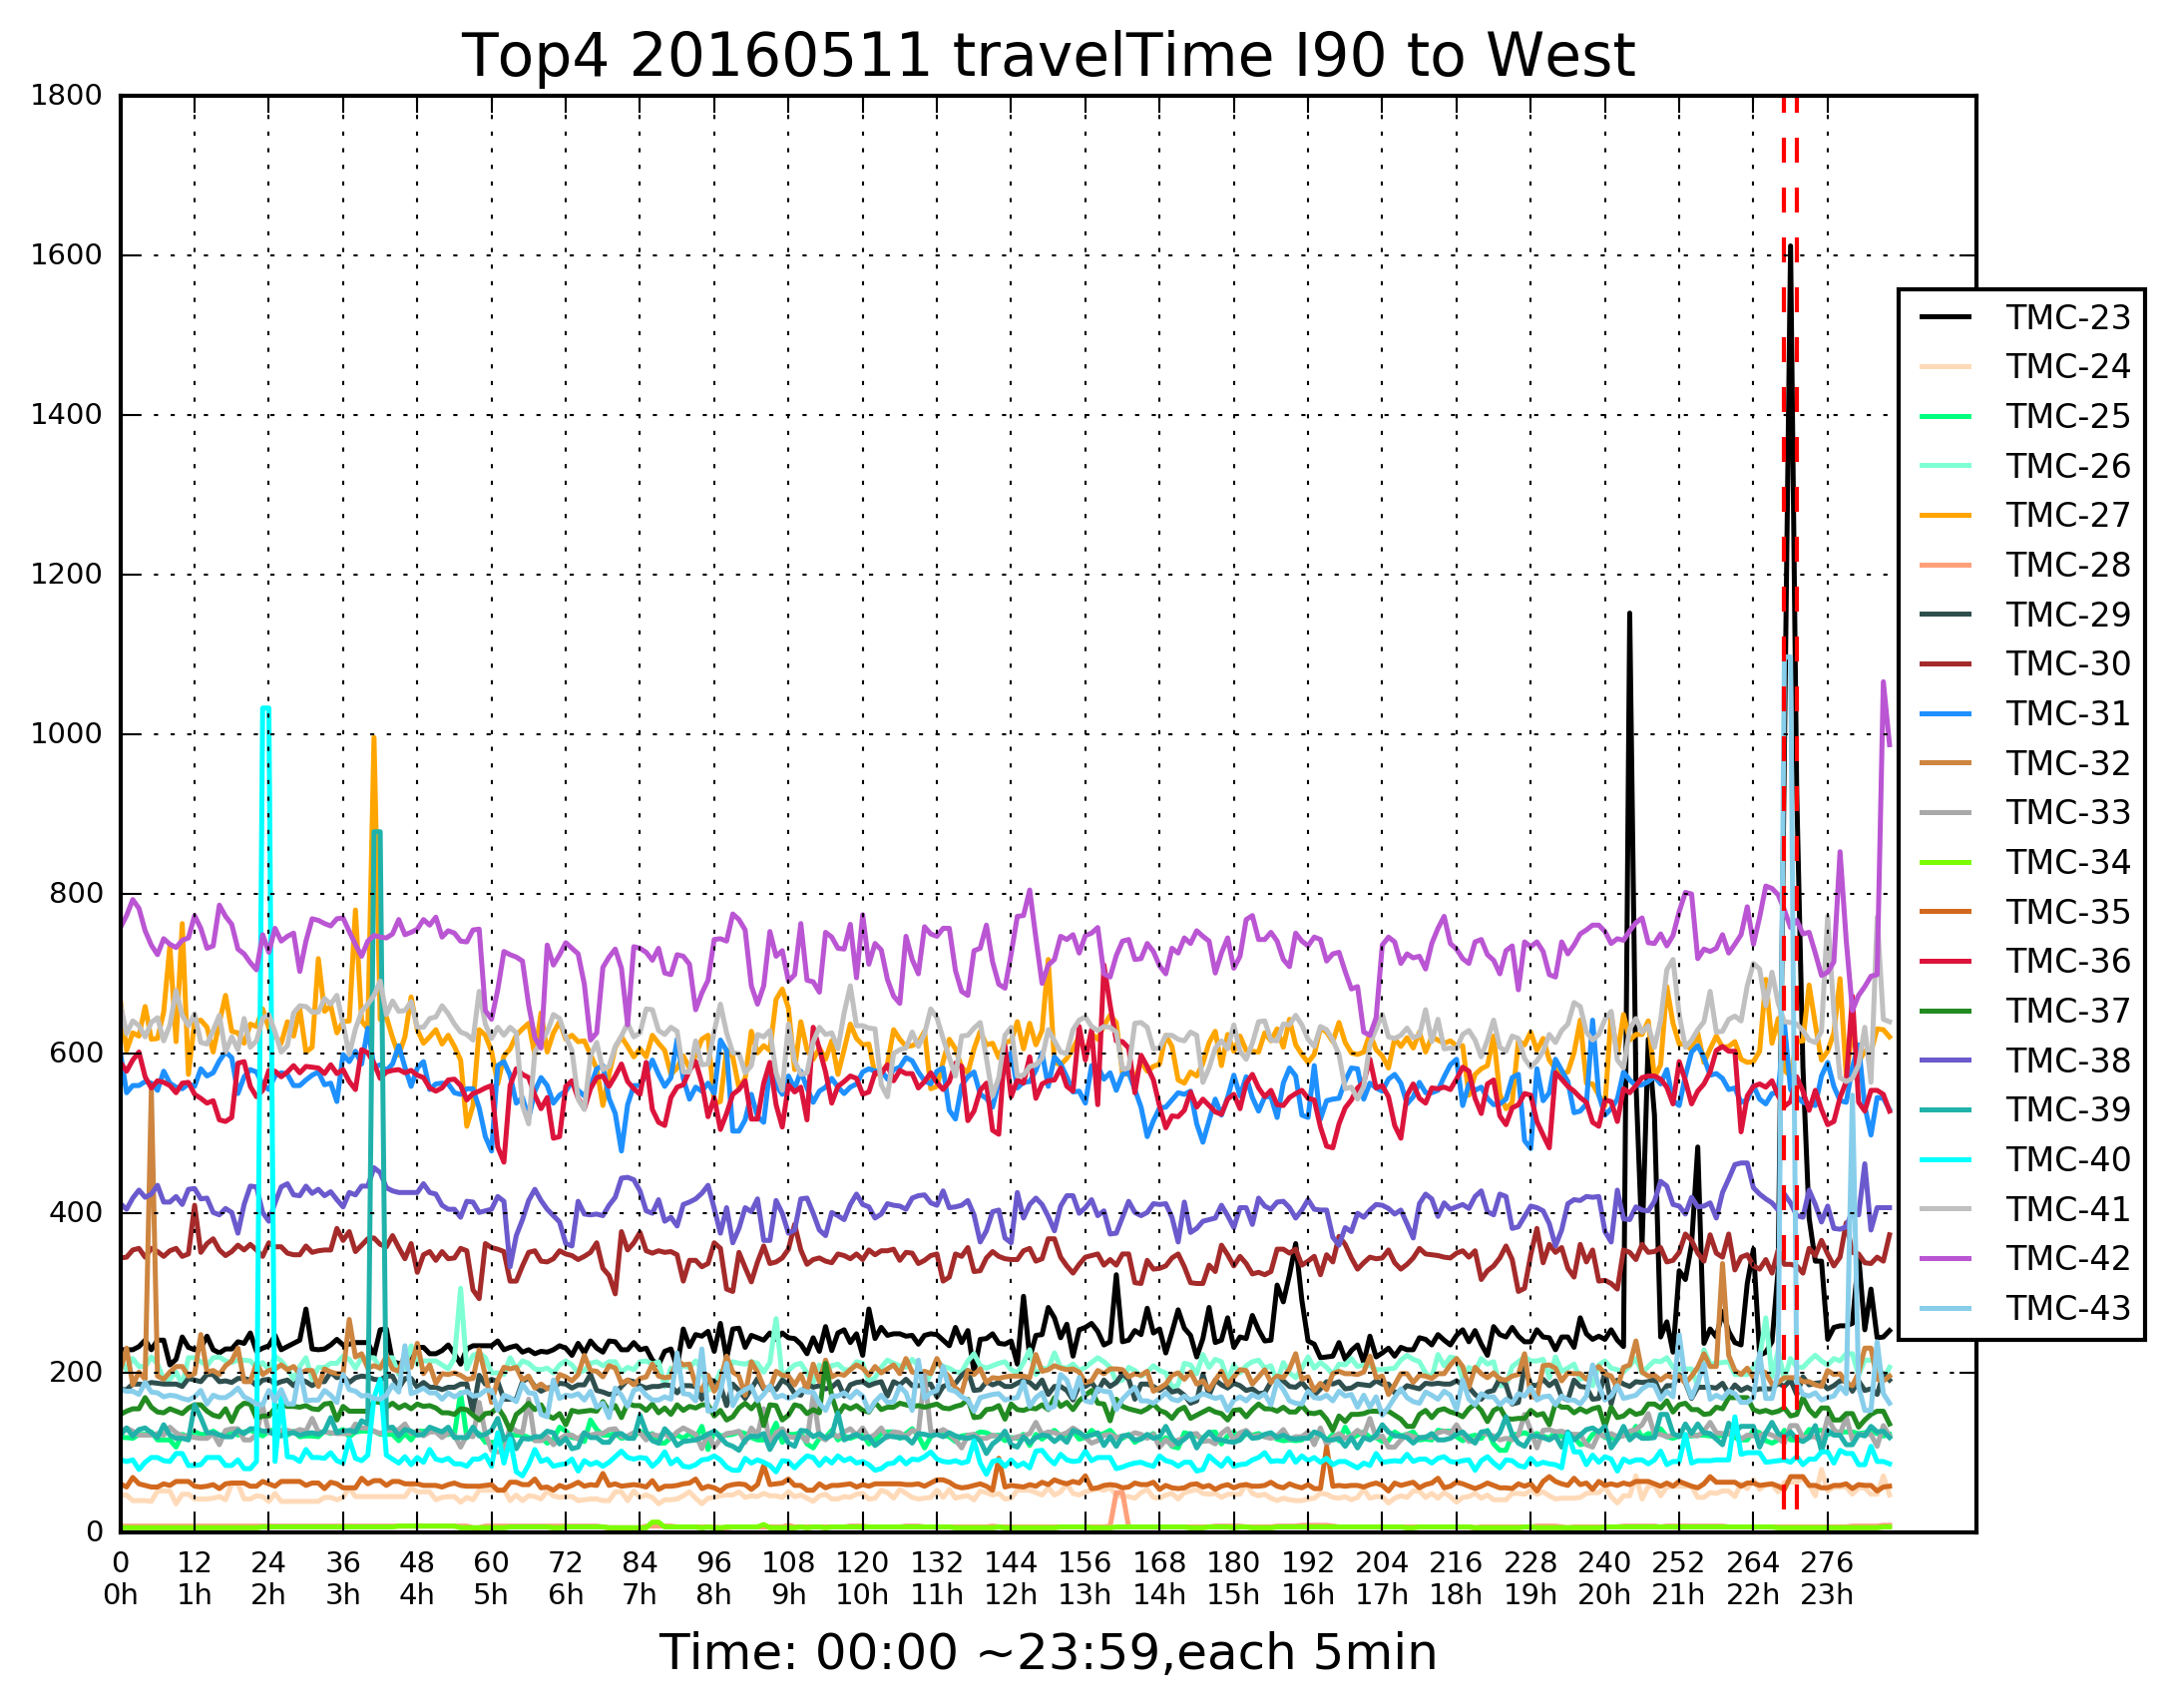 Top4 20160511 travelTime I90 to West
1800
1600
1400
1200
1000
800
600
400
200
0
TMC-23
TMC-24
TMC-25
TMC-26
TMC-27
TMC-28
TMC-29
TMC-30
TMC-31
TMC-32
TMC-33
TMC-34
TMC-35
TMC-36
TMC-37
TMC-38
TMC-39
TMC-40
TMC-41
TMC-42
TMC-43
0 12 24 36 48 60 72 84 96 108 120 132 144 156 168 180 192 204 216 228 240 252 264 276
0h 1h 2h 3h 4h 5h 6h 7h 8h 9h 10h 11h 12h 13h 14h 15h 16h 17h 18h 19h 20h 21h 22h 23h
Time: 00:00 ~23:59,each 5min